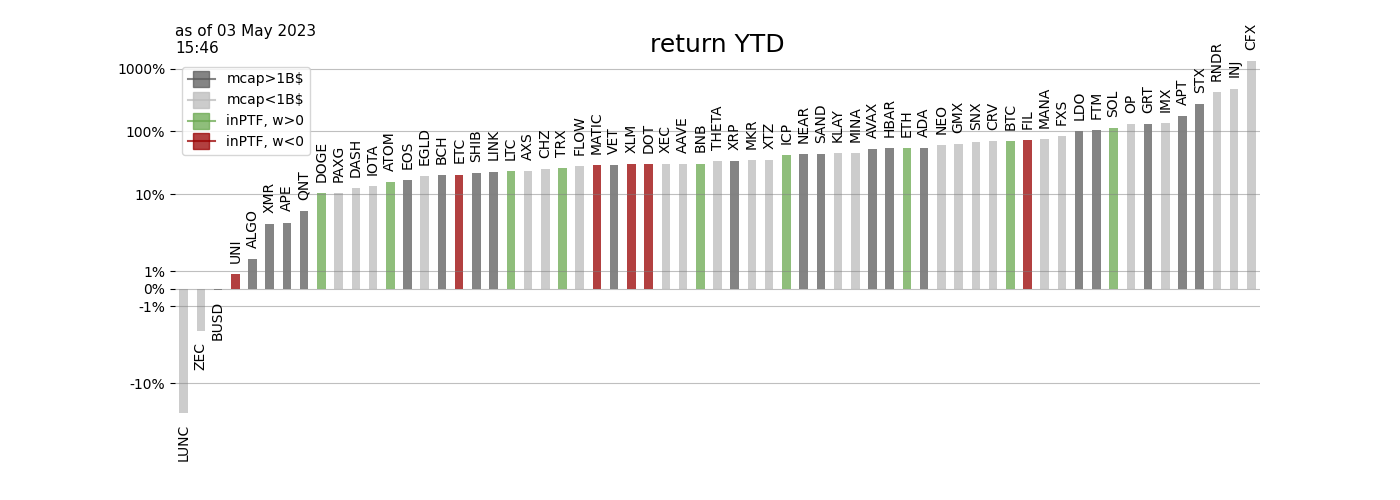 as of 03 May 2023
15:46
return YTD
mcap>1B$
mcap<1B$
inPTF, w>0
inPTF, w<0
1000%
100%
10%
1%
0%
-1%
-10%
LUNC
ZEC
BUSD
UNI
ALGO
XMR
APE
QNT
DOGE
PAXG
DASH
IOTA
ATOM
EOS
EGLD
BCH
ETC
SHIB
LINK
LTC
AXS
CHZ
TRX
FLOW
MATIC
VET
XLM
DOT
XEC
AAVE
BNB
THETA
XRP
MKR
XTZ
ICP
NEAR
SAND
KLAY
MINA
AVAX
HBAR
ETH
ADA
NEO
GMX
SNX
CRV
BTC
FIL
MANA
FXS
LDO
FTM
SOL
OP
GRT
IMX
APT
STX
RNDR
INJ
CFX